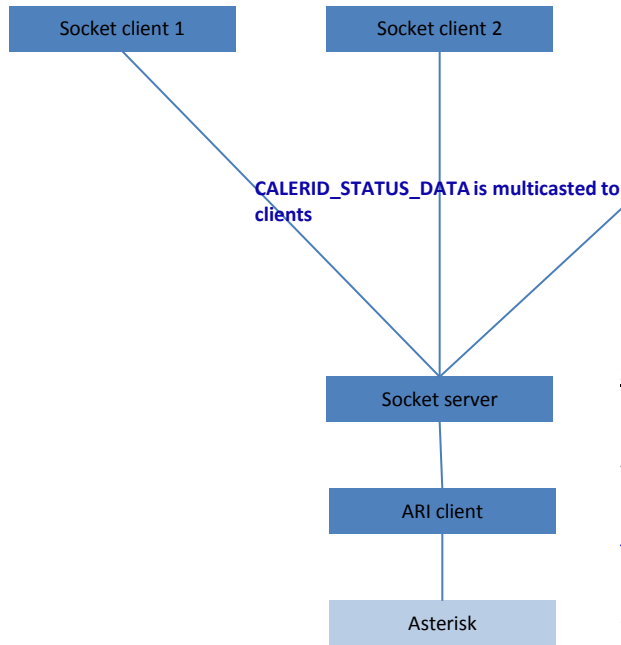 Socket client 1
Socket client 2
CALERID_STATUS_DATA is multicasted to
clients
Socket server
ARI client
Asterisk